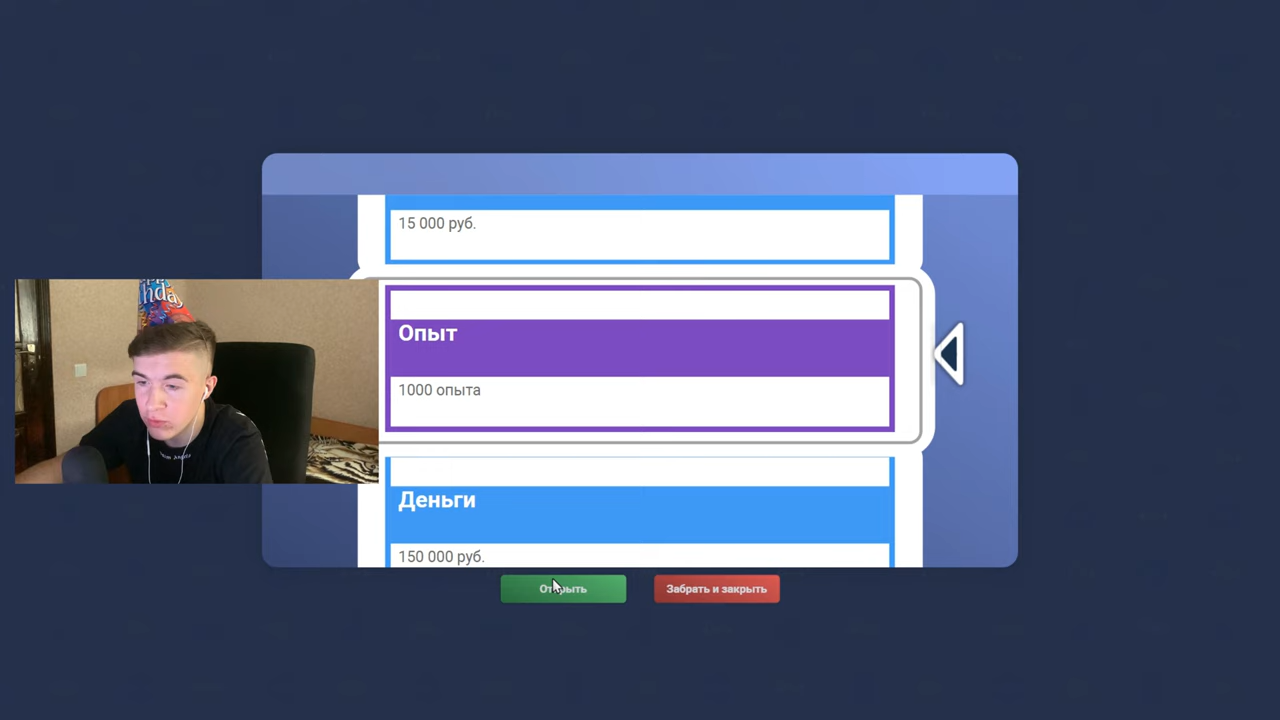 15 000 руб.
Опыт
1000 опыта
Деньги
150 000 руб.
Открыть
Забрать и закрыть